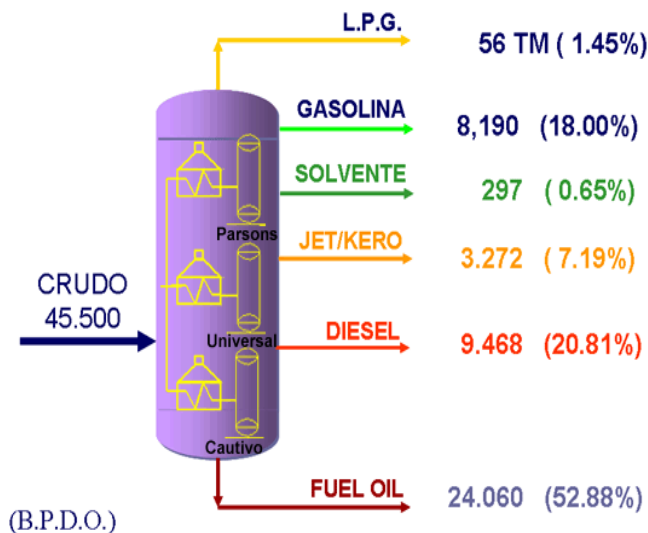 L.P.G. 56 TM ( 1.45%)
GASOLINA 8,190 (18.00%)
SOLVENTE 297 ( 0.65%)
Parsons
JET/KERO 3.272 ( 7.19%)
CRUDO
45.500
Universal
DIESEL 9.468 (20.81%)
Cautivo
FUEL OIL 24.060 (52.88%)
(B.P.D.O.)